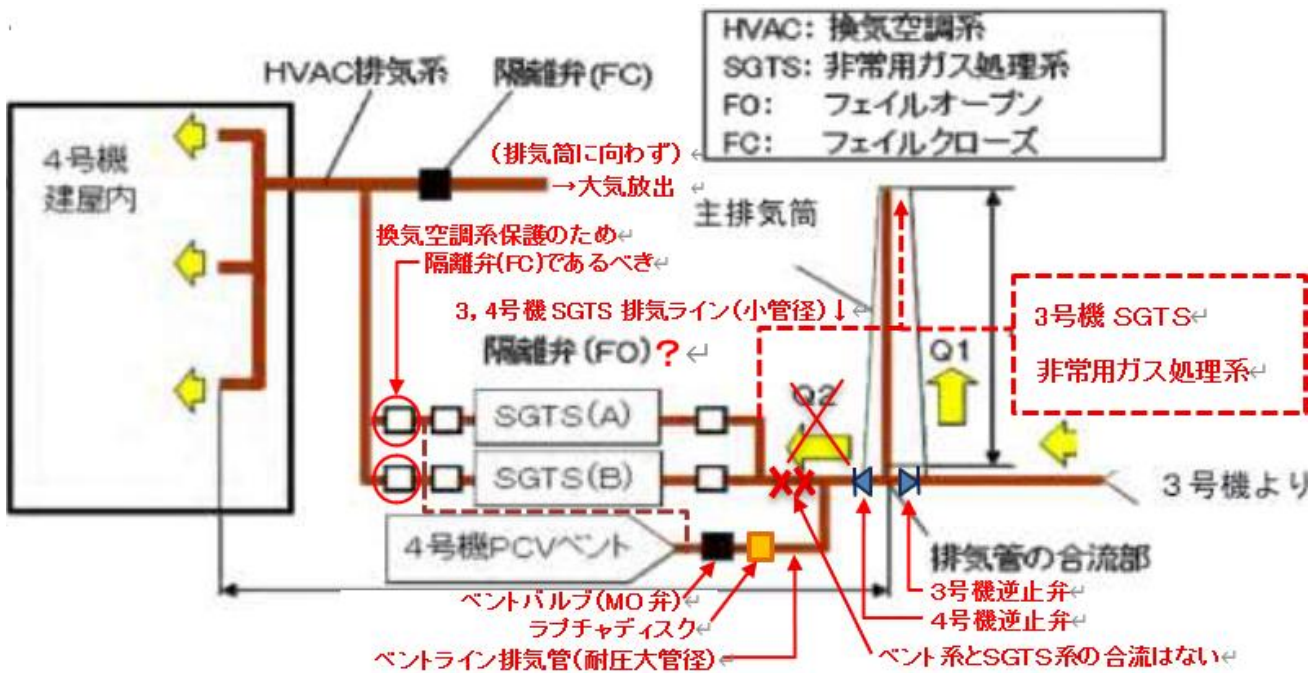 HVAC: 換気空調系
SGTS: 非常用ガス処理系
FO: フェイルオープン
FC: フェイルクローズ
HVAC排気系
隔離弁(FC)
4号機
建屋内
(排気筒に向わず)
→大気放出
主排気筒
換気空調系保護のため
隔離弁(FC)であるべき
3,4号機 SGTS 排気ライン(小管径)↓
3号機 SGTS
非常用ガス処理系
隔離弁(FO)?
Q1
Q2
SGTS(A)
SGTS(B)
3号機より
4号機PCVベント
排気管の合流部
ベントバルブ(MO弁)
3号機逆止弁
ラプチャディスク
4号機逆止弁
ベントライン排気管(耐圧大管径)
ベント系とSGTS系の合流はない